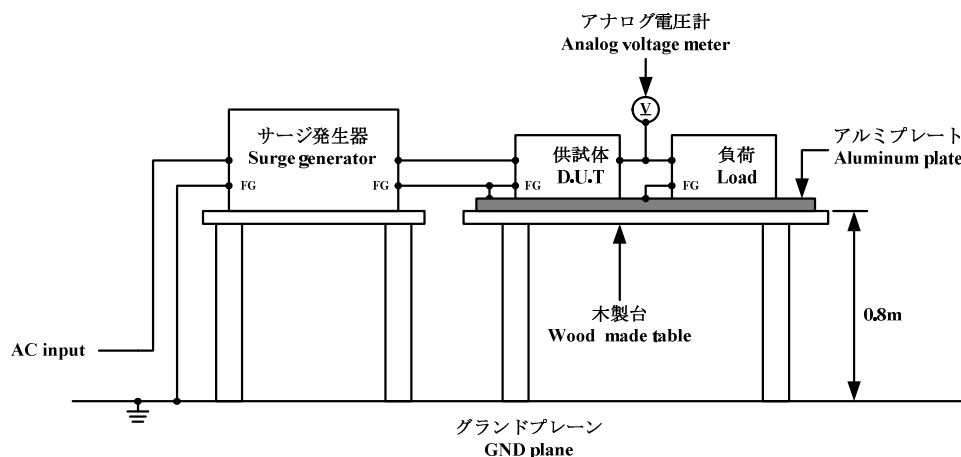 アナログ電圧計
Analog voltage meter
V
サージ発生器
Surge generator
FG
FG
供試体
D.U.T
FG
負荷
Load
FG
アルミプレート
Aluminum plate
木製台
Wood made table
0.8m
AC input
グランドプレーン
GND plane